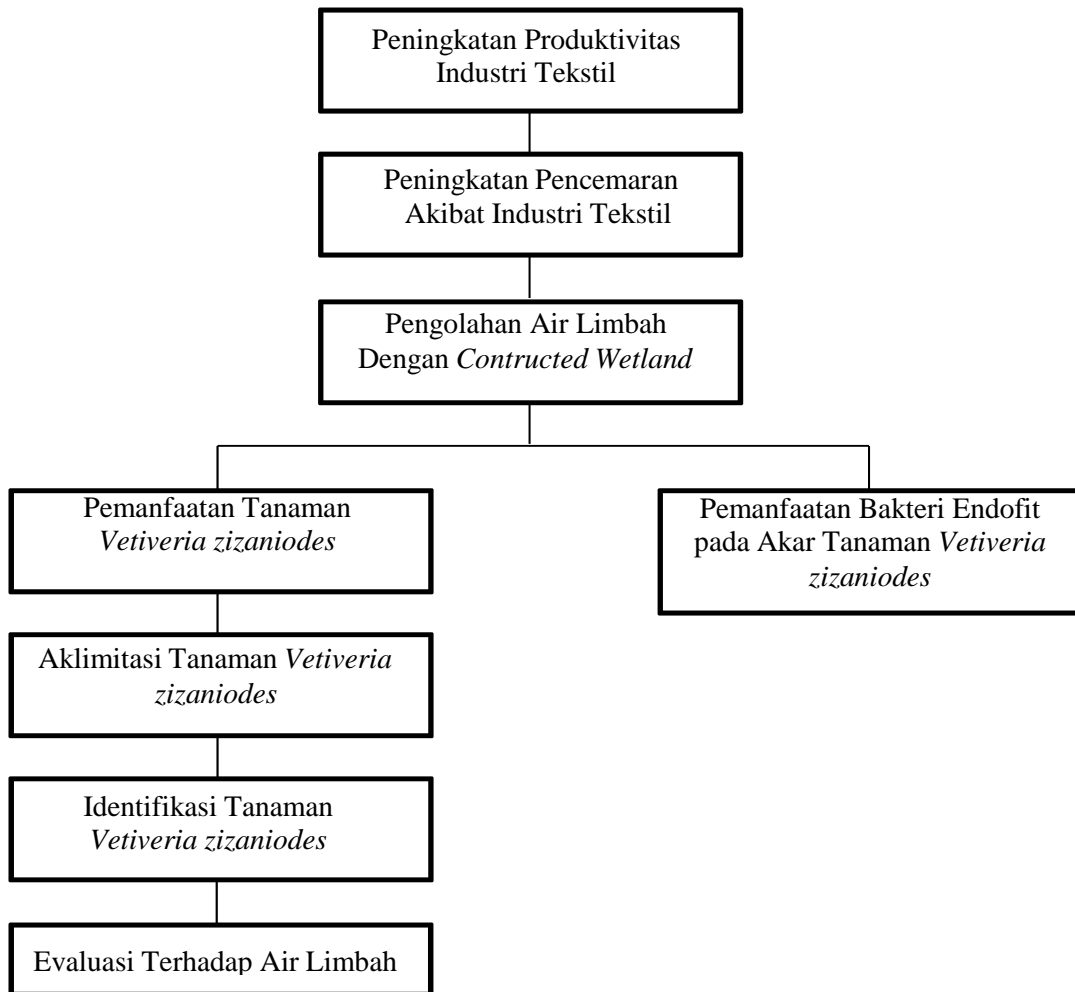 Peningkatan Produktivitas
Industri Tekstil
Peningkatan Pencemaran
Akibat Industri Tekstil
Pengolahan Air Limbah
Dengan Contructed Wetland
Pemanfaatan Tanaman
Vetiveria zizaniodes
Pemanfaatan Bakteri Endofit
pada Akar Tanaman Vetiveria
zizaniodes
Aklimitasi Tanaman Vetiveria
zizaniodes
Identifikasi Tanaman
Vetiveria zizaniodes
Evaluasi Terhadap Air Limbah